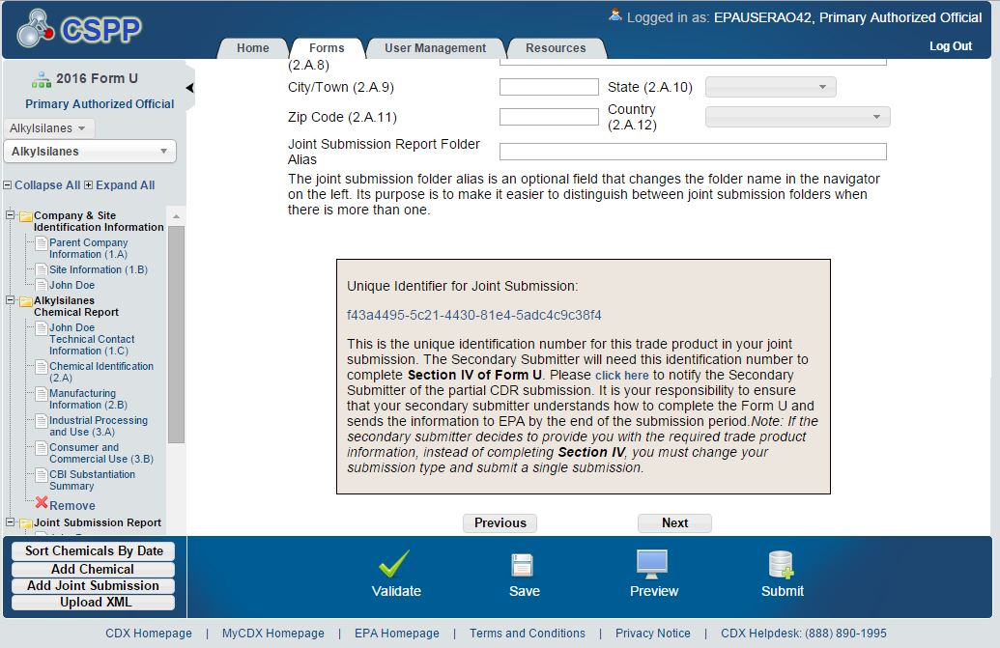 CSPP
Logged in as: EPAUSERAO42, Primary Authorized Official
Home
Forms
User Management
Resources
Log Out
2016 Form U
Primary Authorized Official
Alkylsilanes
Alkylsilanes
Collapse All Expand All
Company & Site
Identification Information
Parent Company
Information (1.A)
Site Information (1.B)
John Doe
Alkylsilanes
Chemical Report
John Doe
Technical Contact
Information (1.C)
Chemical Identification
(2.A)
Manufacturing
Information (2.B)
Industrial Processing
and Use (3.A)
Consumer and
Commercial Use (3.B)
CBI Substantiation
Summary
Remove
Joint Submission Report
Sort Chemicals By Date
Add Chemical
Add Joint Submission
Upload XML
(2.A.8)
City/Town (2.A.9)
State (2.A.10)
Zip Code (2.A.11)
Country
(2.A.12)
Joint Submission Report Folder
Alias
The joint submission folder alias is an optional field that changes the folder name in the navigator
on the left. Its purpose is to make it easier to distinguish between joint submission folders when
there is more than one.
Unique Identifier for Joint Submission:
f43a4495-5c21-4430-81e4-5adc4c9c38f4
This is the unique identification number for this trade product in your joint
submission. The Secondary Submitter will need this identification number to
complete Section IV of Form U. Please click here to notify the Secondary
Submitter of the partial CDR submission. It is your responsibility to ensure
that your secondary submitter understands how to complete the Form U and
sends the information to EPA by the end of the submission period.Note: If the
secondary submitter decides to provide you with the required trade product
information, instead of completing Section IV, you must change your
submission type and submit a single submission.
Previous
Next
Validate
Save
Preview
Submit
CDX Homepage | MyCDX Homepage | EPA Homepage | Terms and Conditions | Privacy Notice | CDX Helpdesk: (888) 890-1995